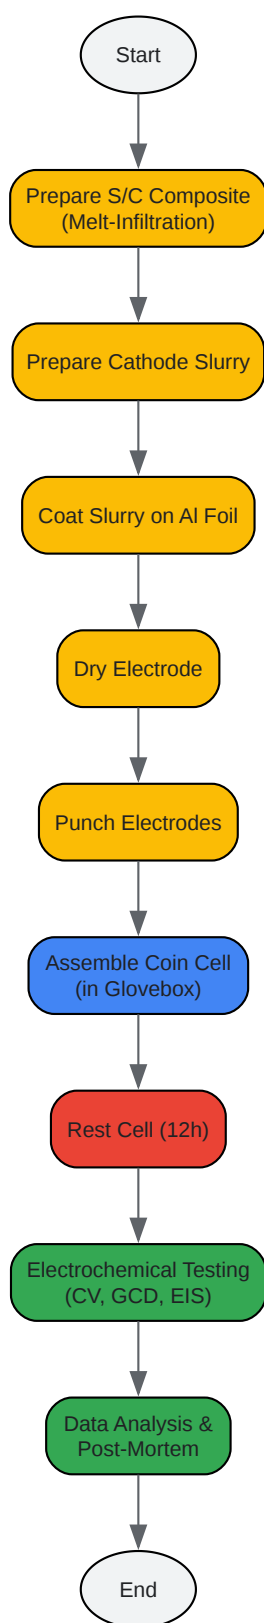 Start
Prepare S/C Composite
(Melt-Infiltration)
Prepare Cathode Slurry
Coat Slurry on Al Foil
Dry Electrode
Punch Electrodes
Assemble Coin Cell
(in Glovebox)
Rest Cell (12h)
Electrochemical Testing
(CV, GCD, EIS)
Data Analysis &
Post-Mortem
End